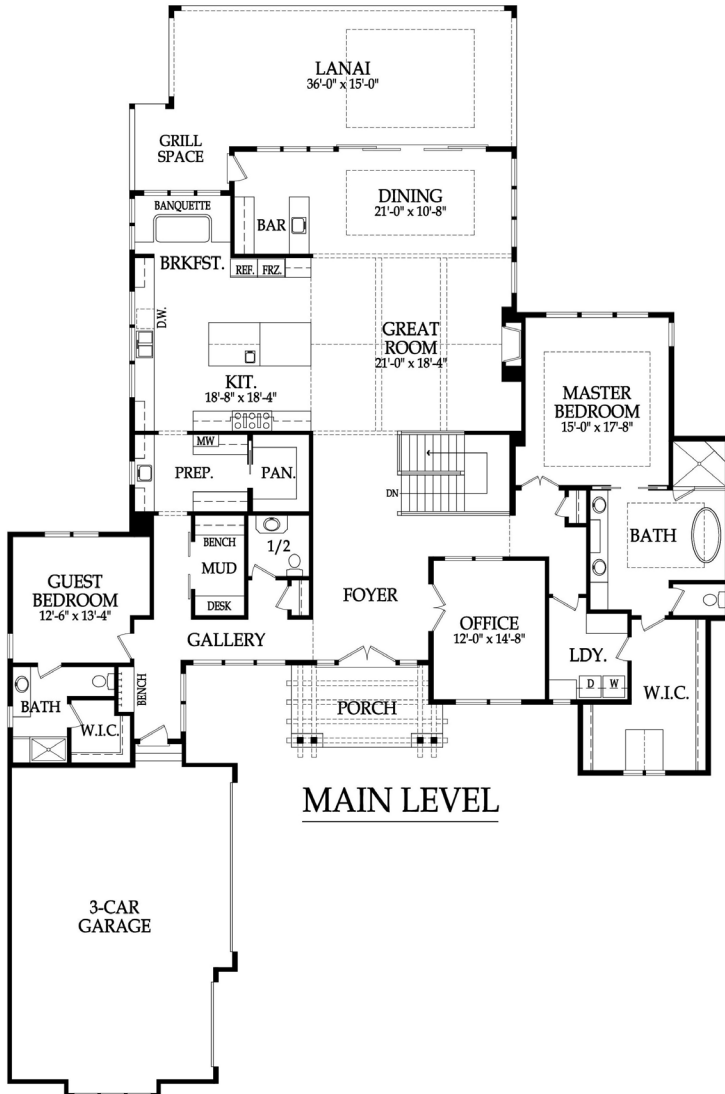 LANAI
36'-0" x 15'-0"
GRILL
SPACE
DINING
21'-0" x 10'-8"
BANQUETTE
BAR
BRKFST.
REF.
FRZ.
D.W.
GREAT
ROOM
21'-0" x 18'-4"
KIT.
18'-8" x 18'-4"
MASTER
BEDROOM
15'-0" x 17'-8"
MW
PREP.
PAN.
DN
BATH
BENCH
1/2
MUD
DESK
GUEST
BEDROOM
12'-6" x 13'-4"
FOYER
OFFICE
12'-0" x 14'-8"
GALLERY
LDY.
D
W
W.I.C.
BENCH
BATH
W.I.C.
PORCH
MAIN LEVEL
3-CAR
GARAGE